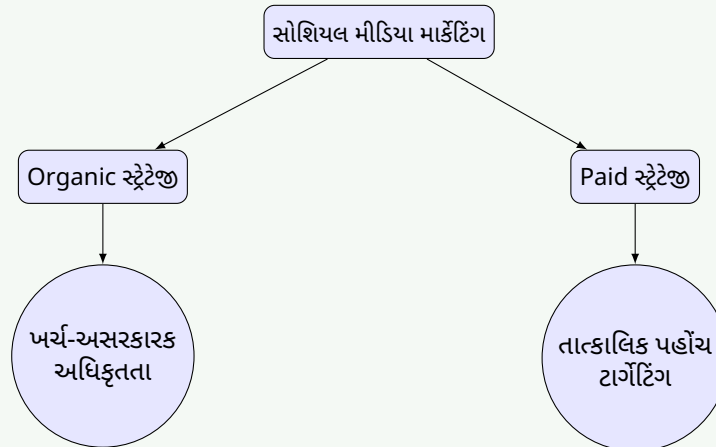 સોશિયલ મીડિયા માર્કેટિંગ
Organic સ્ટ્રેટેજી
Paid સ્ટ્રેટેજી
ખર્ચ-અસરકારક
અધિકૃતતા
તાત્કાલિક પહોંચ
ટાર્ગેટિંગ